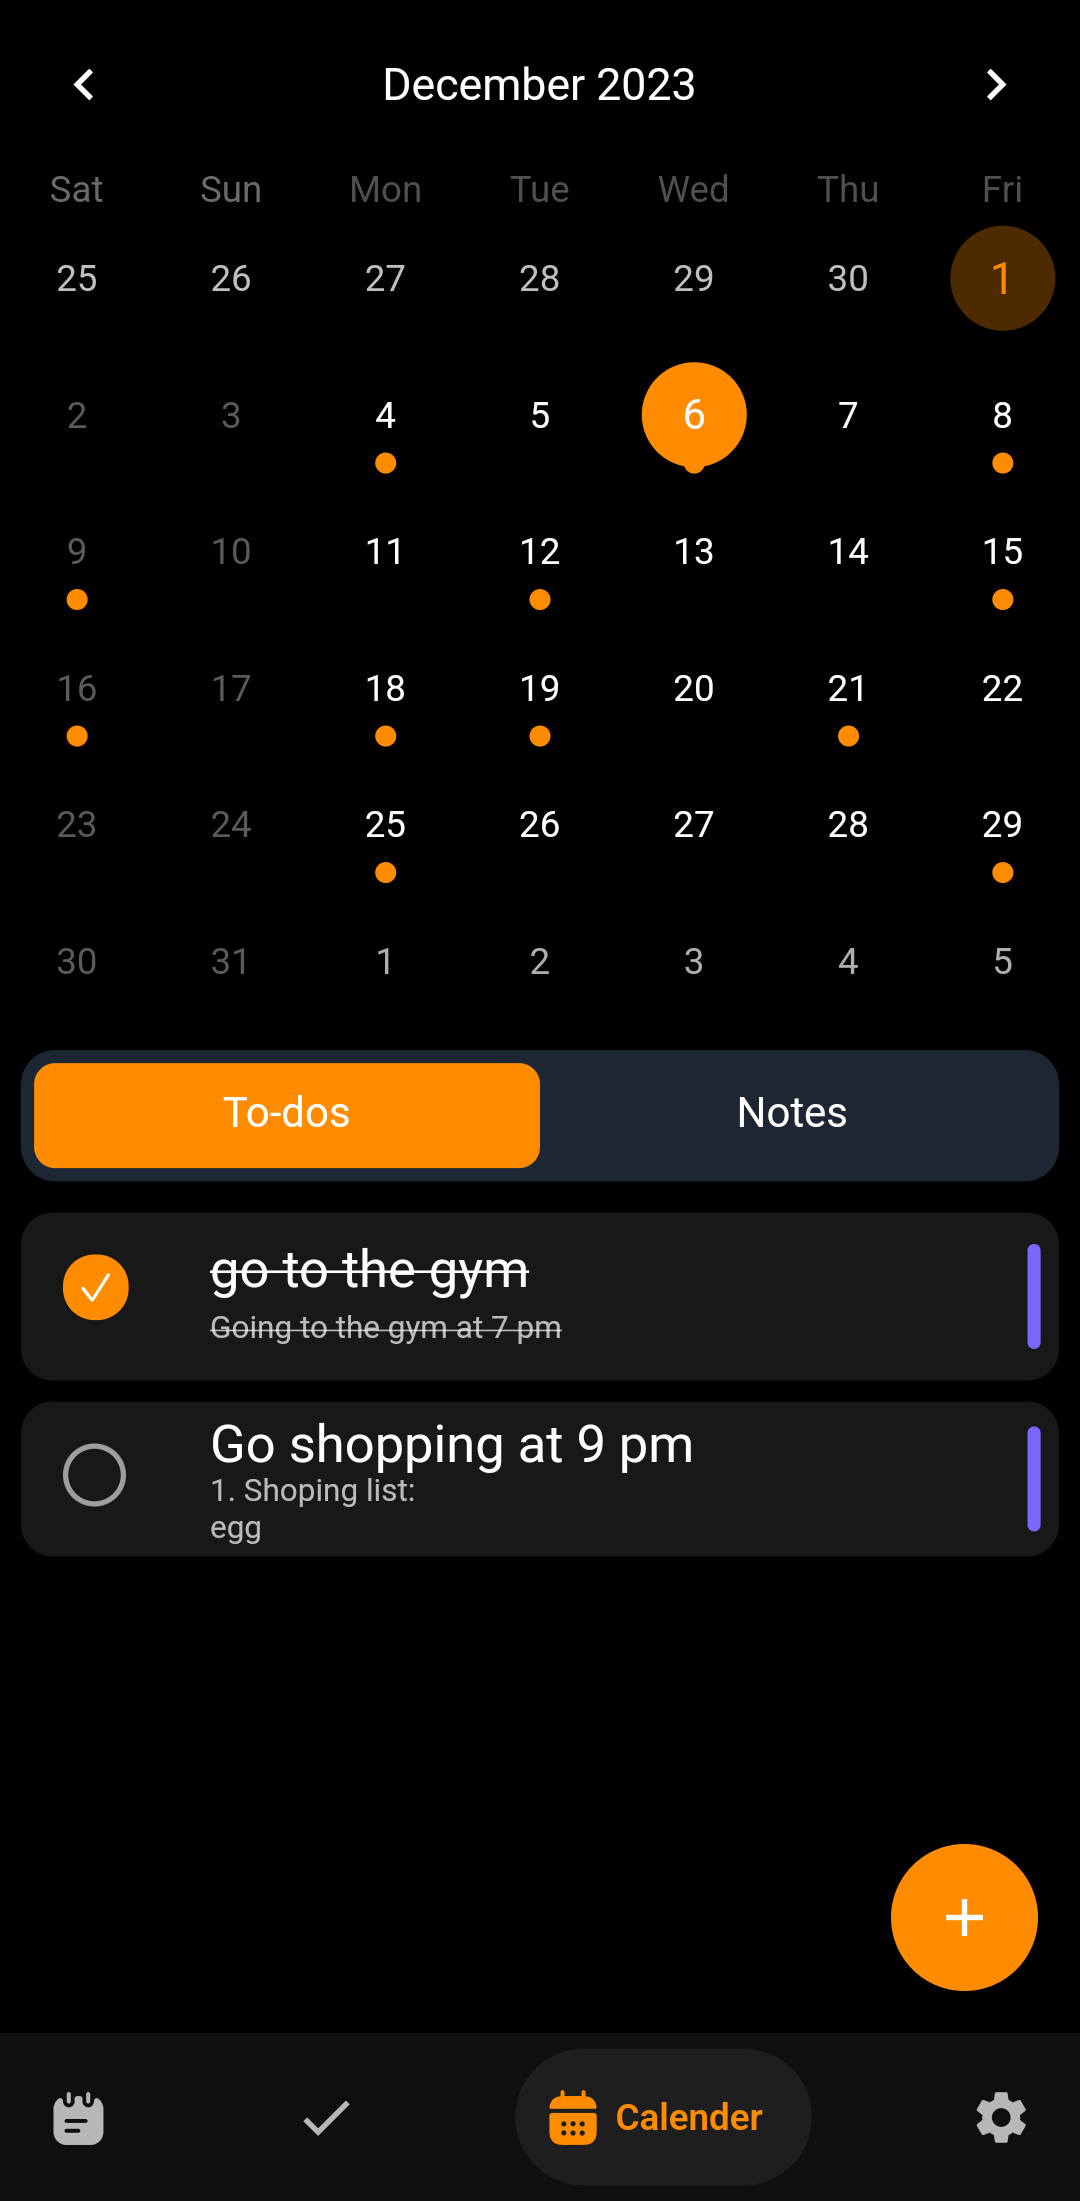 December 2023
Sat Sun Mon Tue Wed Thu Fri
25 26 27 28 29 30 1
2 3 4 5 6 7 8
9 10 11 12 13 14 15
16 17 18 19 20 21 22
23 24 25 26 27 28 29
30 31 1 2 3 4 5
To-dos Notes
go to the gym
Going to the gym at 7 pm
Go shopping at 9 pm
1. Shoping list:
egg
Calender